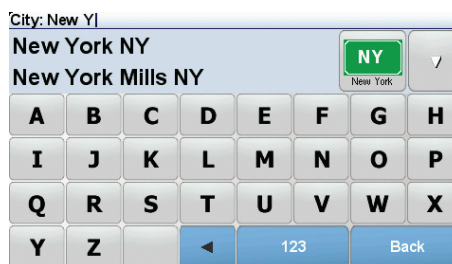 City: New Y
New York NY
New York Mills NY
NY
New York
A B C D E F G H
I J K L M N O P
Q R S T U V W X
Y Z 123 Back